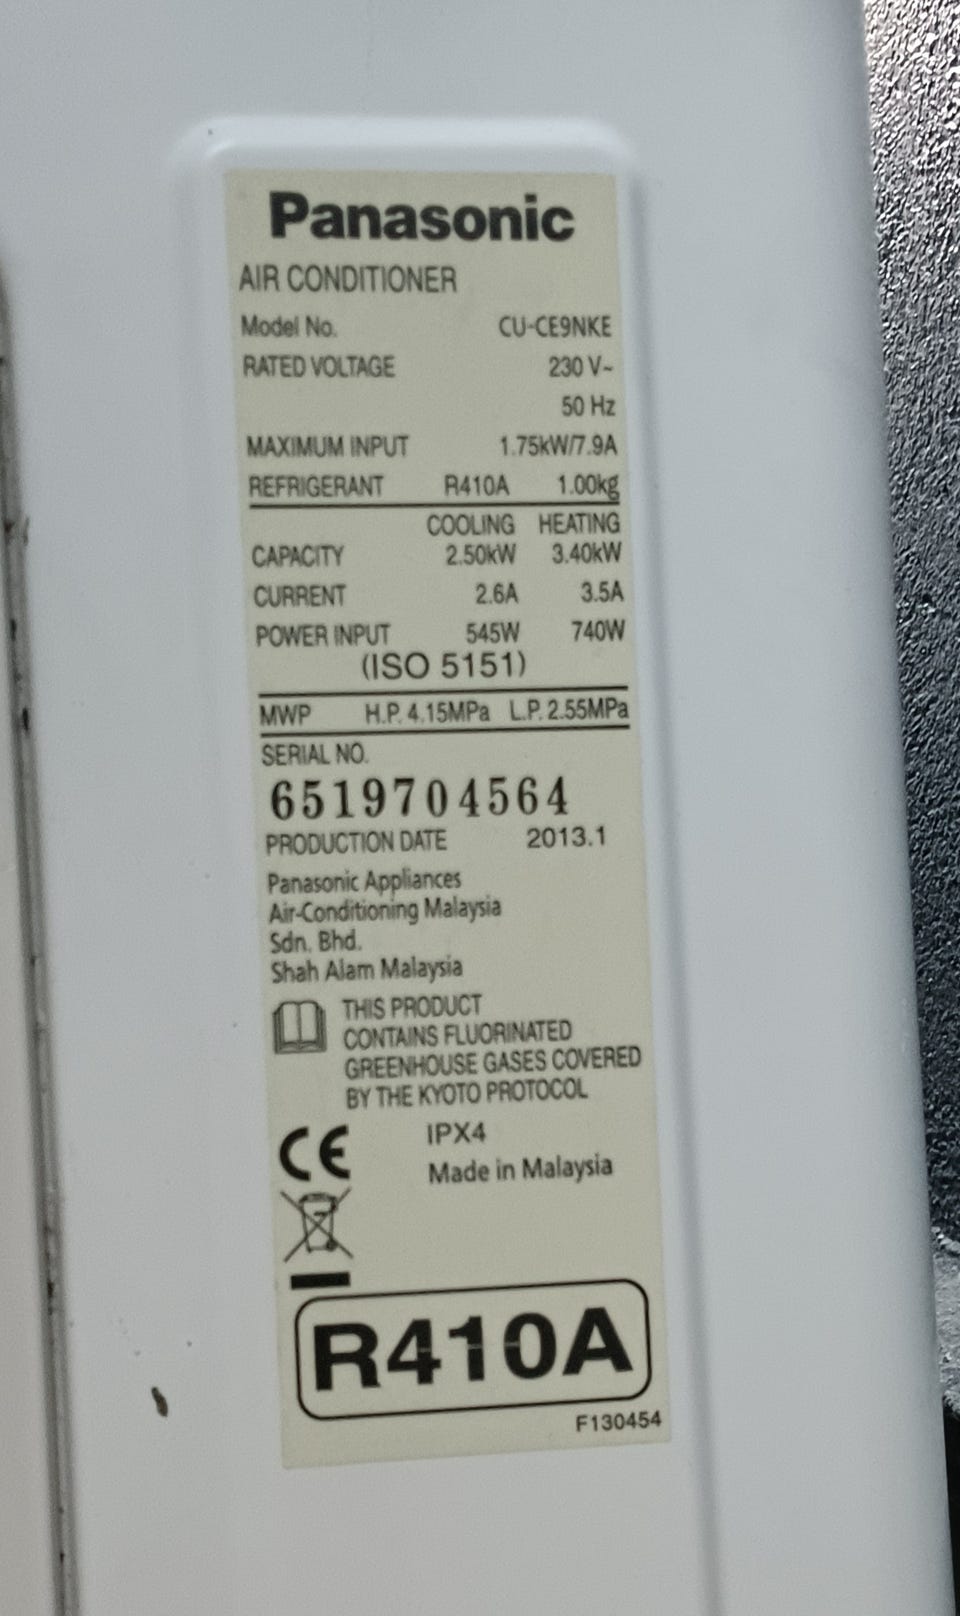 Panasonic
AIR CONDITIONER
Model No. CU-CE9NKE
RATED VOLTAGE 230 V~
50 Hz
MAXIMUM INPUT 1.75kW/7.9A
REFRIGERANT R410A 1.00kg
COOLING HEATING
CAPACITY 2.50kW 3.40kW
CURRENT 2.6A 3.5A
POWER INPUT 545W 740W
(ISO 5151)
MWP H.P. 4.15MPa L.P. 2.55MPa
SERIAL NO.
6519704564
PRODUCTION DATE 2013.1
Panasonic Appliances
Air-Conditioning Malaysia
Sdn. Bhd.
Shah Alam Malaysia
THIS PRODUCT
CONTAINS FLUORINATED
GREENHOUSE GASES COVERED
BY THE KYOTO PROTOCOL
CE IPX4
Made in Malaysia
R410A
F130454